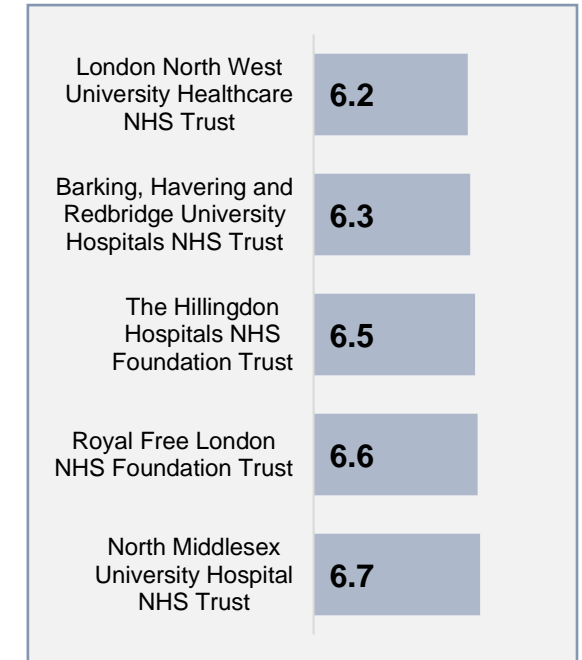 London North West
University Healthcare
NHS Trust
6.2
Barking, Havering and
Redbridge University
Hospitals NHS Trust
6.3
The Hillingdon
Hospitals NHS
Foundation Trust
6.5
Royal Free London
NHS Foundation Trust
6.6
North Middlesex
University Hospital
NHS Trust
6.7